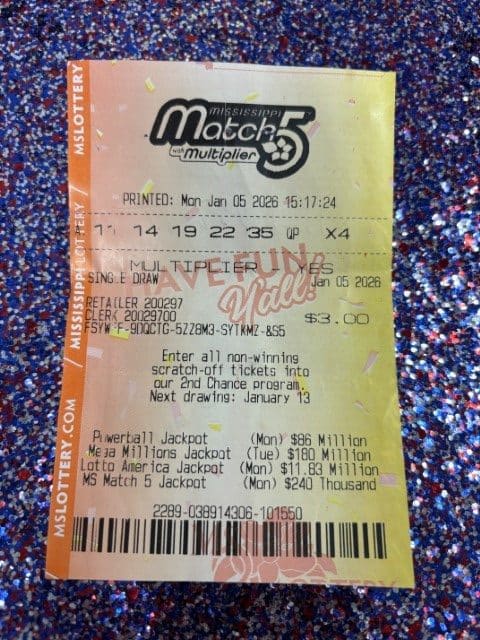 MISSISSIPPI
Match 5
with Multiplier
PRINTED: Mon Jan 05 2026 15:17:24
11 14 19 22 35 QP X4
HAVE FUN
Y'all!
MULTIPLIER - YES
SINGLE DRAW Jan 05 2026
RETAILER 200297
CLERK 20029700 $3.00
Enter all non-winning
scratch-off tickets into
our 2nd Chance program.
Next drawing: January 13
Powerball Jackpot (Mon) $86 Million
Mega Millions Jackpot (Tue) $180 Million
Lotto America Jackpot (Mon) $11.83 Million
MS Match 5 Jackpot (Mon) $240 Thousand
2289-038914306-101550
MSLOTTERY.COM / MISSISSIPPI LOTTERY / MSLOTTERY
LOTTERY